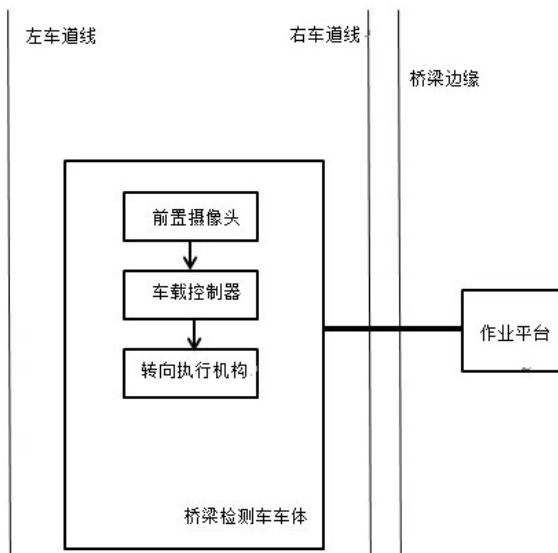 左车道线
右车道线
桥梁边缘
前置摄像头
车载控制器
作业平台
转向执行机构
桥梁检测车车体